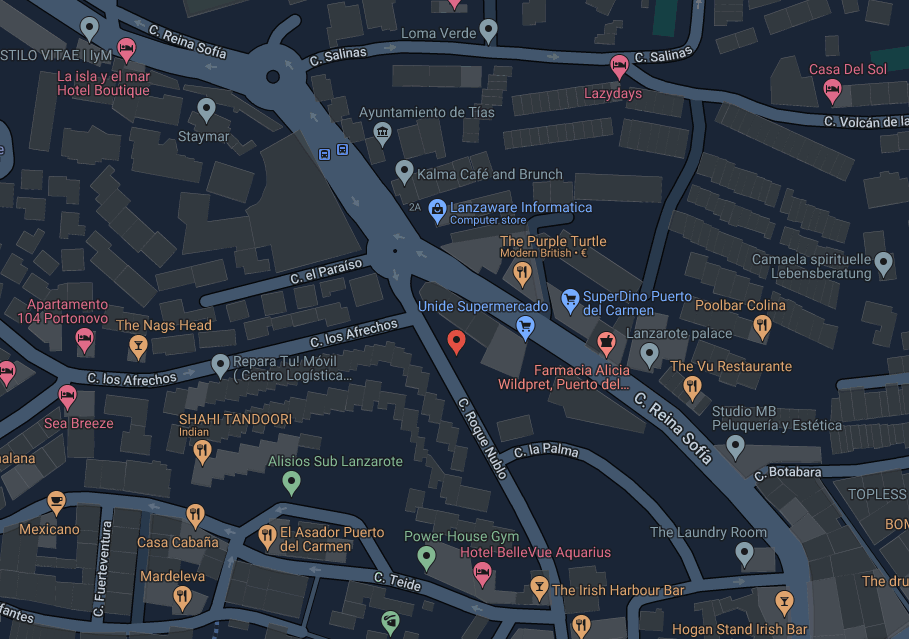 C. Reina Sofía
Loma Verde
STILO VITAE | IyM
C. Salinas
C. Salinas
La isla y el mar
Hotel Boutique
Casa Del Sol
Lazydays
Staymar
Ayuntamiento de Tías
C. Volcán de la
Kalma Café and Brunch
2A
Lanzaware Informatica
Computer store
The Purple Turtle
Modern British • €
Camaela spirituelle
Lebensberatung
C. el Paraíso
SuperDino Puerto
del Carmen
Unide Supermercado
Poolbar Colina
Apartamento
104 Portonovo
The Nags Head
C. los Afrechos
Lanzarote palace
Repara Tu! Móvil
( Centro Logística...
Farmacia Alicia
Wildpret, Puerto del...
The Vu Restaurante
C. los Afrechos
Sea Breeze
C. Reina Sofía
SHAHI TANDOORI
Indian
C. Roque Nublo
Studio MB
Peluquería y Estética
C. la Palma
alana
Alisios Sub Lanzarote
C. Botabara
TOPLESS
Mexicano
Casa Cabaña
El Asador Puerto
del Carmen
Power House Gym
Hotel BelleVue Aquarius
The Laundry Room
BOM
C. Fuerteventura
Mardeleva
C. Teide
The Irish Harbour Bar
The dru
fantes
Hogan Stand Irish Bar